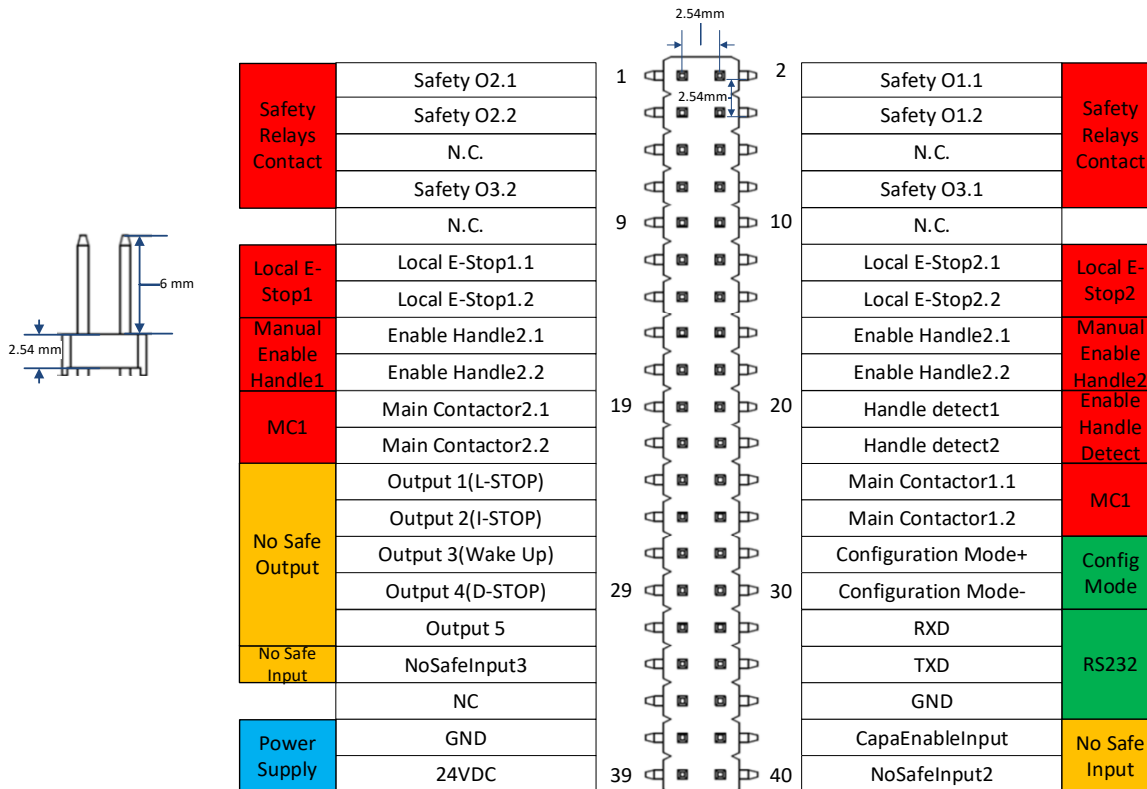 2.54mm
1
2
2.54mm
Safety
Relays
Contact
Safety O2.1
Safety O2.2
N.C.
Safety O3.2
N.C.
9
Safety O1.1
Safety O1.2
N.C.
Safety O3.1
10
Safety
Relays
Contact
6 mm
2.54 mm
Local E-
Stop1
Local E-Stop1.1
Local E-Stop1.2
Local E-Stop2.1
Local E-Stop2.2
Local E-
Stop2
Manual
Enable
Handle1
Enable Handle2.1
Enable Handle2.2
Enable Handle2.1
Enable Handle2.2
Manual
Enable
Handle2
MC1
Main Contactor2.1
Main Contactor2.2
19
20
Handle detect1
Handle detect2
Enable
Handle
Detect
No Safe
Output
Output 1(L-STOP)
Output 2(I-STOP)
Output 3(Wake Up)
Output 4(D-STOP)
Output 5
29
30
Main Contactor1.1
Main Contactor1.2
MC1
Configuration Mode+
Configuration Mode-
Config
Mode
No Safe
Input
NoSafeInput3
NC
RXD
TXD
GND
RS232
Power
Supply
GND
24VDC
39
40
CapaEnableInput
NoSafeInput2
No Safe
Input